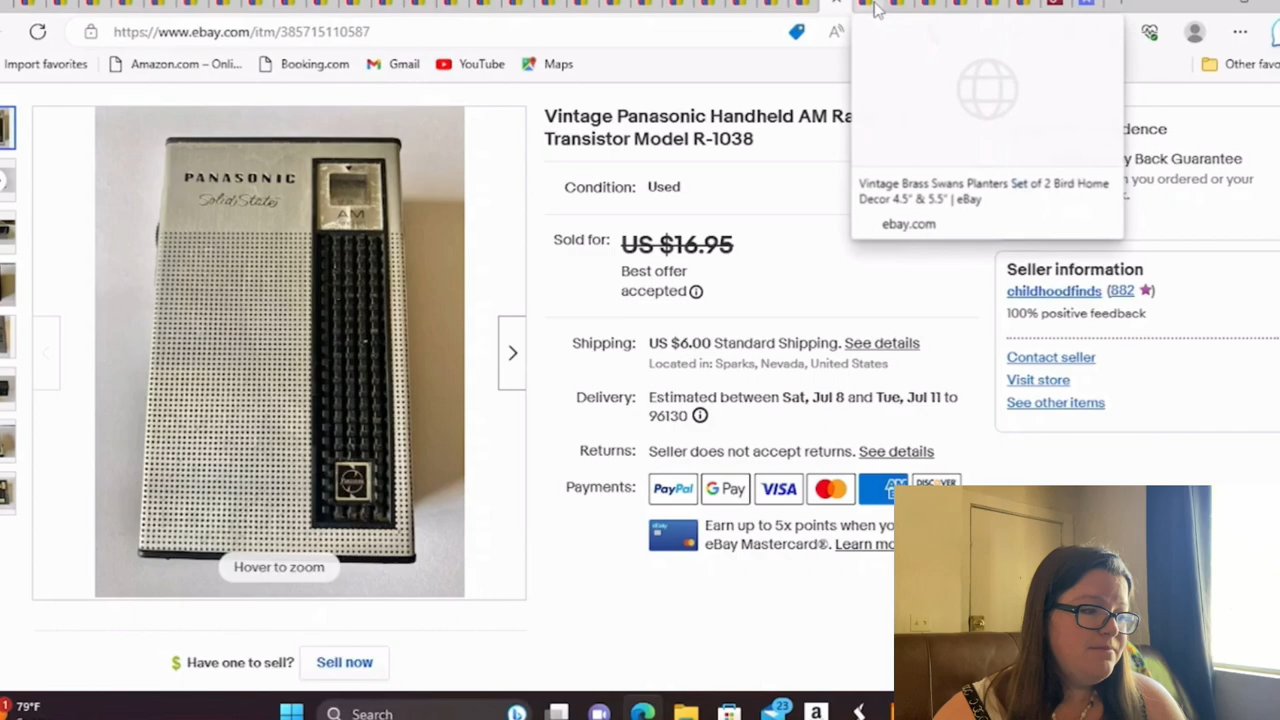 https://www.ebay.com/itm/385715110587
Import favorites
Amazon.com – Onli...
Booking.com
Gmail
YouTube
Maps
Other favo
PANASONIC
Solid State
AM
Hover to zoom
Vintage Panasonic Handheld AM Ra
Transistor Model R-1038
Condition: Used
Sold for: US $16.95
Best offer
accepted
Shipping: US $6.00 Standard Shipping. See details
Located in: Sparks, Nevada, United States
Delivery: Estimated between Sat, Jul 8 and Tue, Jul 11 to
96130
Returns: Seller does not accept returns. See details
Payments: PayPal G Pay VISA
DISCOVER
Earn up to 5x points when yo
eBay Mastercard®. Learn mo
Vintage Brass Swans Planters Set of 2 Bird Home
Decor 4.5" & 5.5" | eBay
ebay.com
dence
y Back Guarantee
n you ordered or your
Seller information
childhoodfinds (882)
100% positive feedback
Contact seller
Visit store
See other items
Have one to sell? Sell now
1
79°F
Search
23